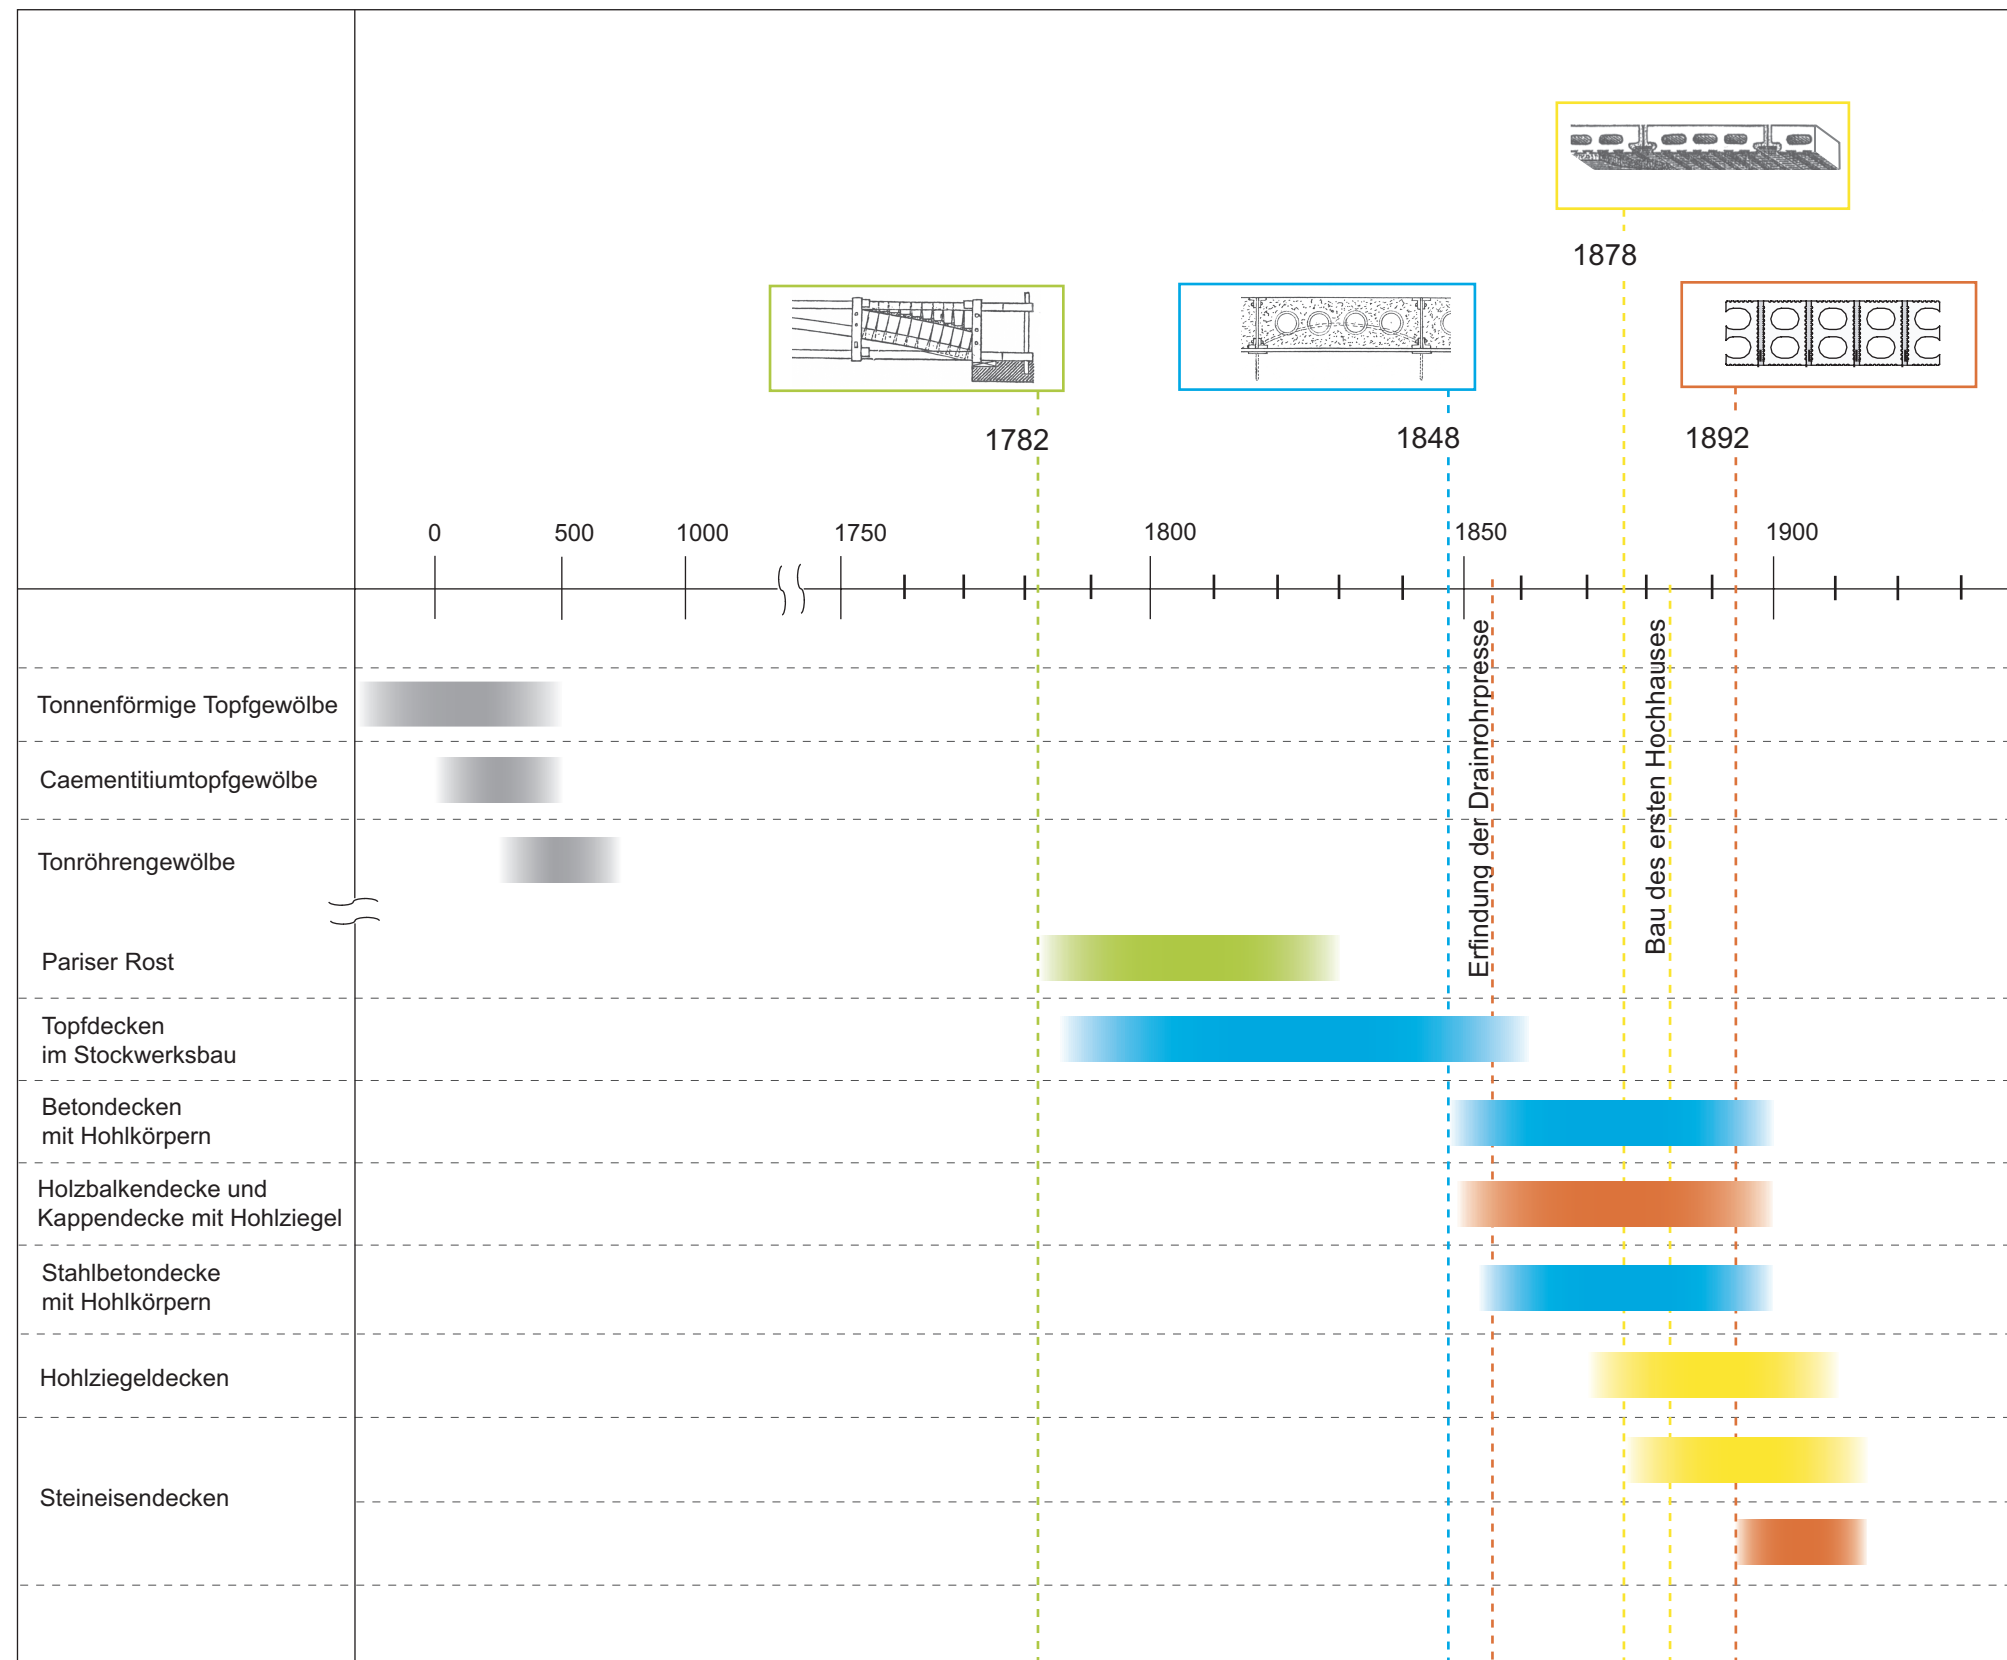 1878
1782
1848
1892
0
500
1000
1750
1800
1850
1900
Erfindung der Drainrohrpresse
Bau des ersten Hochhauses
Tonnenförmige Topfgewölbe
Caementitiumtopfgewölbe
Tonröhrengewölbe
Pariser Rost
Topfdecken
im Stockwerksbau
Betondecken
mit Hohlkörpern
Holzbalkendecke und
Kappendecke mit Hohlziegel
Stahlbetondecke
mit Hohlkörpern
Hohlziegeldecken
Steineisendecken